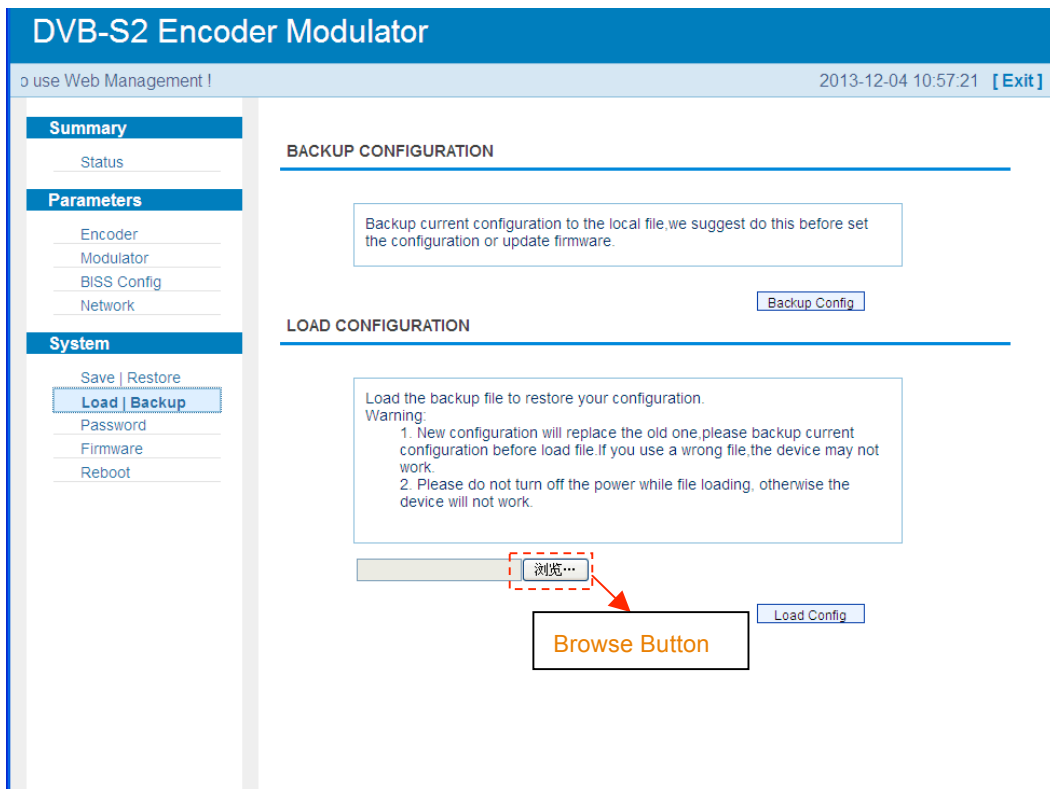 DVB-S2 Encoder Modulator
use Web Management !
2013-12-04 10:57:21 [Exit]
Summary
Status
Parameters
Encoder
Modulator
BISS Config
Network
System
Save | Restore
Load | Backup
Password
Firmware
Reboot
BACKUP CONFIGURATION
Backup current configuration to the local file,we suggest do this before set
the configuration or update firmware.
Backup Config
LOAD CONFIGURATION
Load the backup file to restore your configuration.
Warning:
1. New configuration will replace the old one,please backup current
configuration before load file.If you use a wrong file,the device may not
work.
2. Please do not turn off the power while file loading, otherwise the
device will not work.
浏览…
Load Config
Browse Button